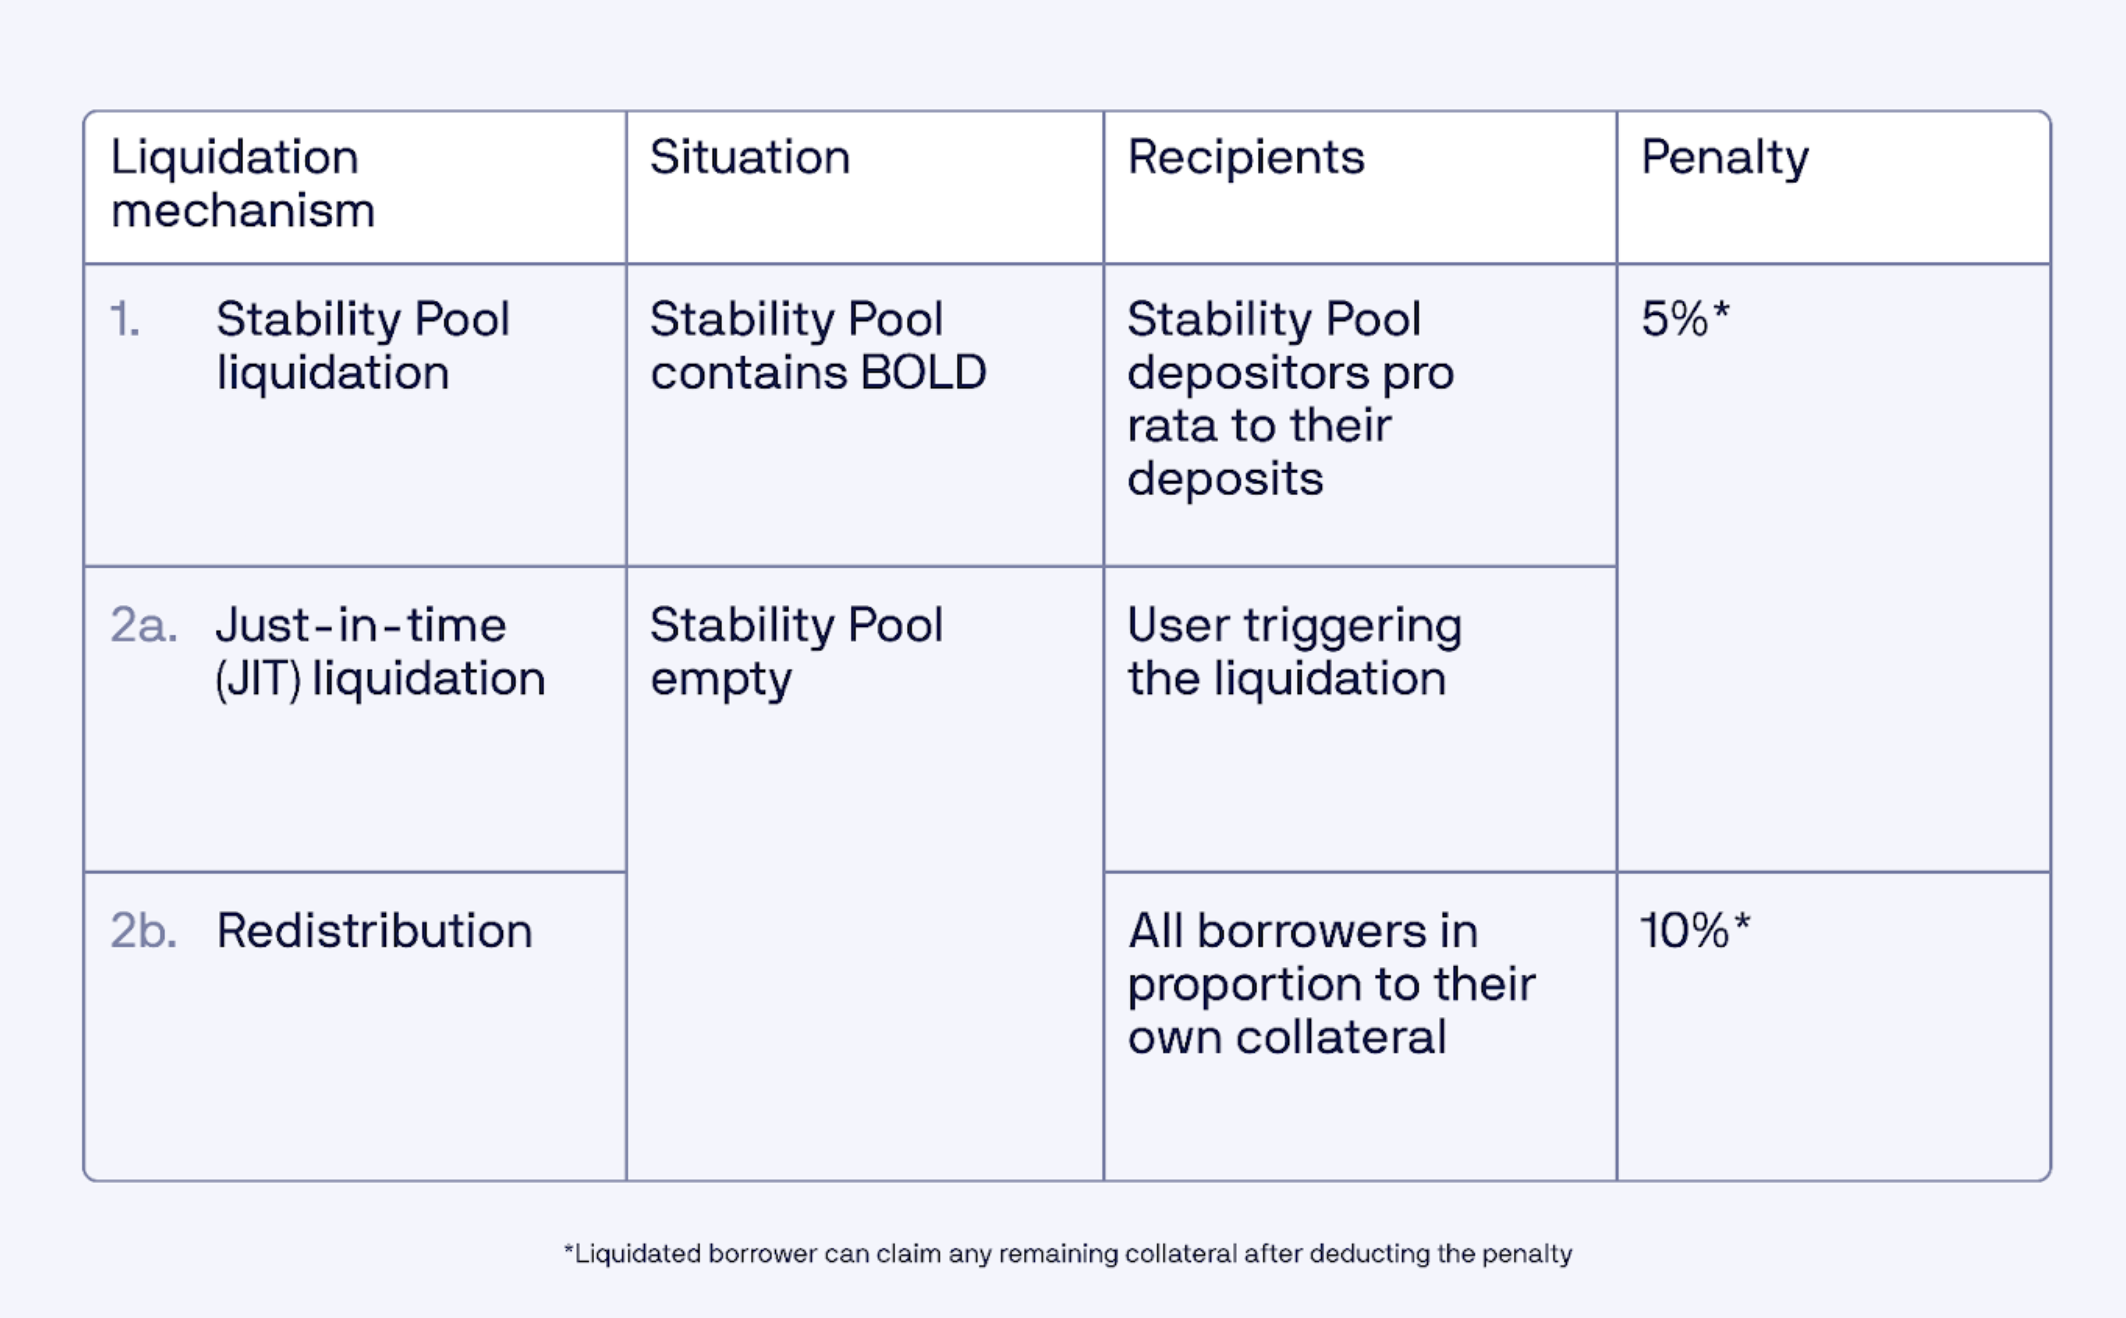 Liquidation
mechanism
Situation
Recipients
Penalty
1. Stability Pool
liquidation
Stability Pool
contains BOLD
Stability Pool
depositors pro
rata to their
deposits
5%*
2a. Just-in-time
(JIT) liquidation
Stability Pool
empty
User triggering
the liquidation
2b. Redistribution
All borrowers in
proportion to their
own collateral
10%*
*Liquidated borrower can claim any remaining collateral after deducting the penalty